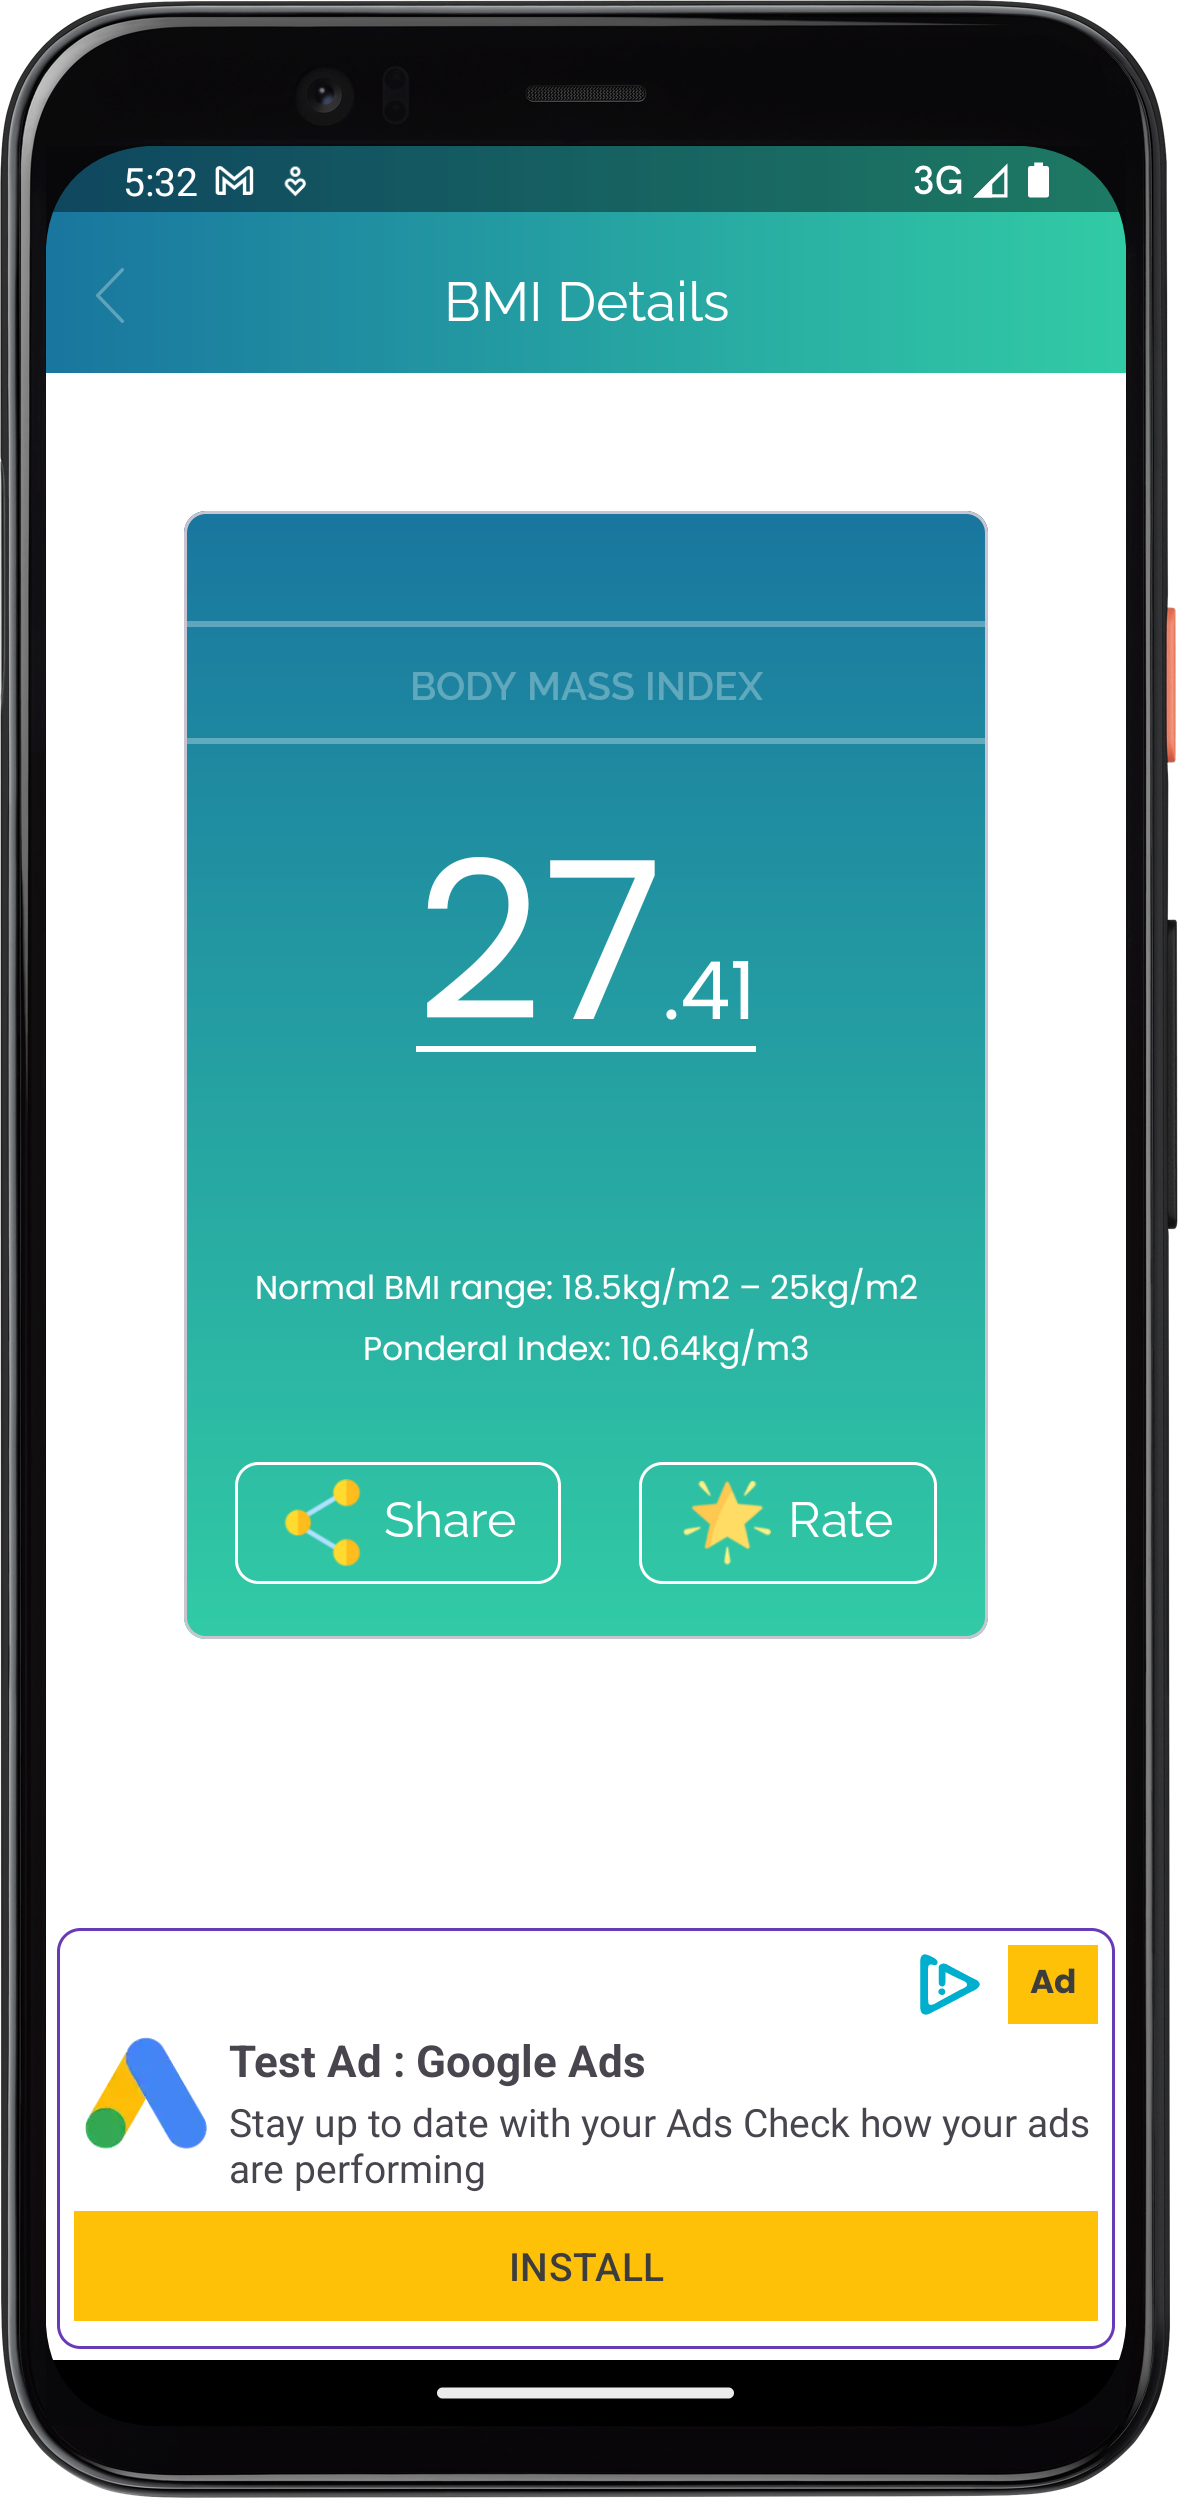 5:32 3G
BMI Details
BODY MASS INDEX
27.41
Normal BMI range: 18.5kg/m2 – 25kg/m2
Ponderal Index: 10.64kg/m3
Share Rate
Ad
Test Ad : Google Ads
Stay up to date with your Ads Check how your ads
are performing
INSTALL